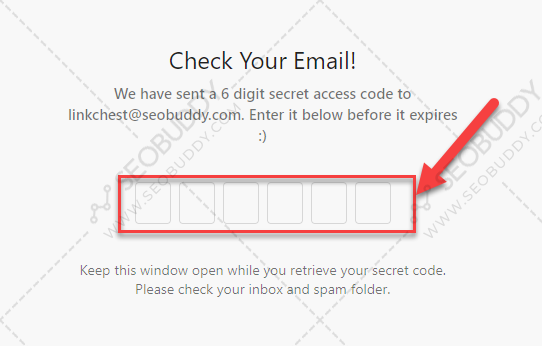 Check Your Email!
We have sent a 6 digit secret access code to
linkchest@seobuddy.com. Enter it below before it expires
:)
Keep this window open while you retrieve your secret code.
Please check your inbox and spam folder.
SEOBUDDY
WWW.SEOBUDDY.COM
SEOBUDDY
WWW.SEOBUDDY.COM